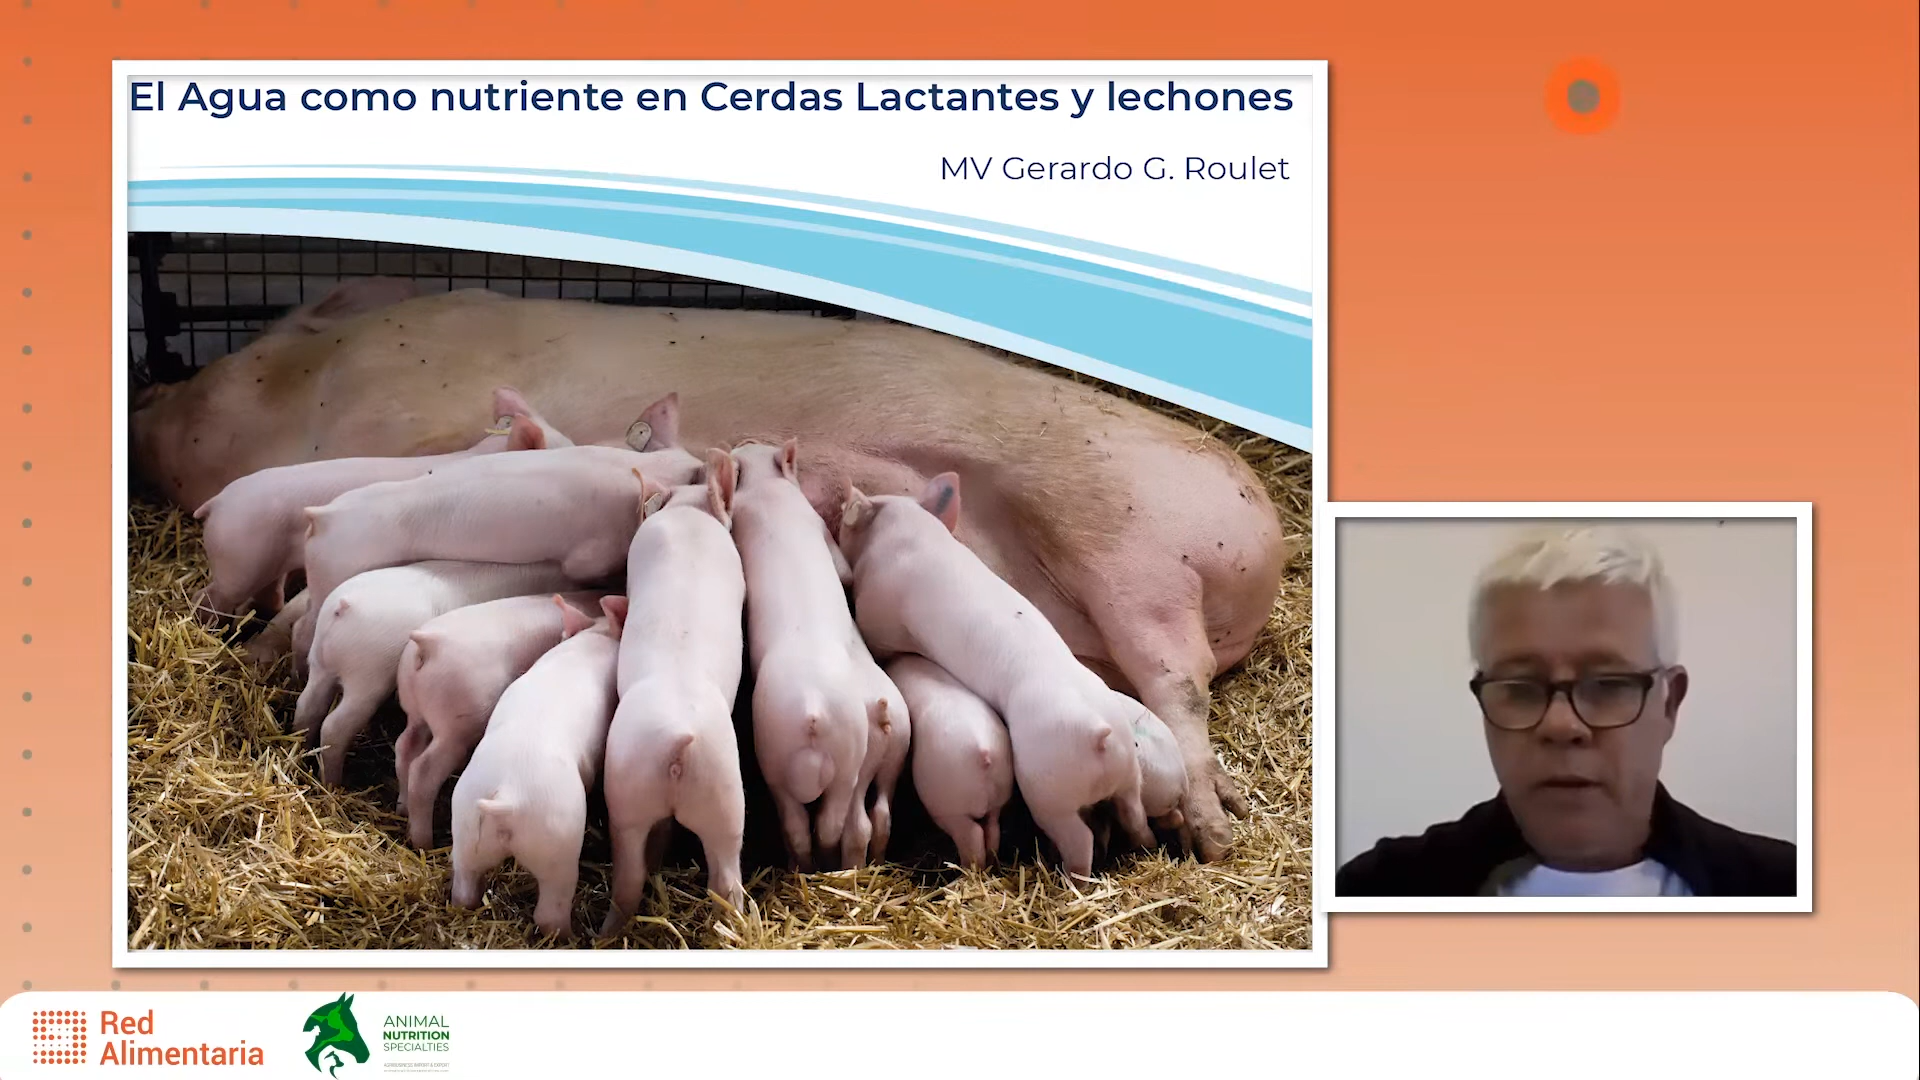 El Agua como nutriente en Cerdas Lactantes y lechones
MV Gerardo G. Roulet
Red
Alimentaria
ANIMAL
NUTRITION
SPECIALTIES